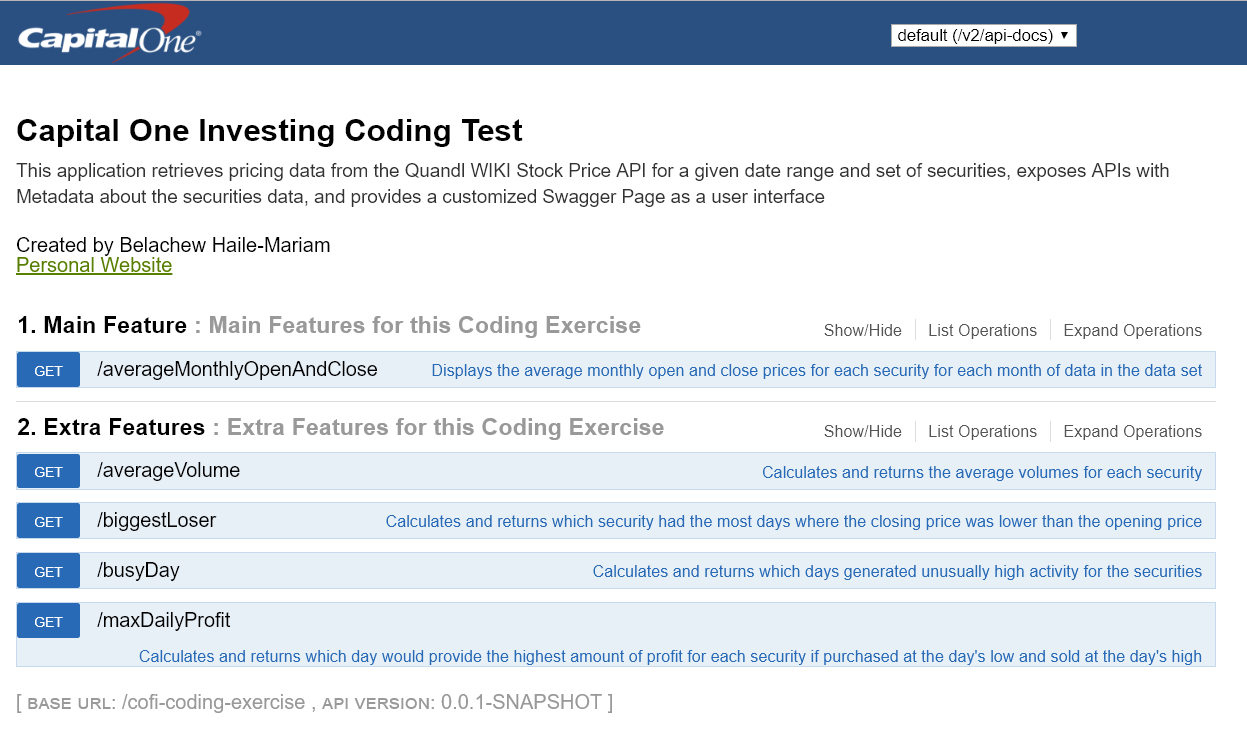 CapitalOne®
default (/v2/api-docs) ▼
Capital One Investing Coding Test
This application retrieves pricing data from the Quandl WIKI Stock Price API for a given date range and set of securities, exposes APIs with
Metadata about the securities data, and provides a customized Swagger Page as a user interface
Created by Belachew Haile-Mariam
Personal Website
1. Main Feature : Main Features for this Coding Exercise Show/Hide List Operations Expand Operations
GET /averageMonthlyOpenAndClose Displays the average monthly open and close prices for each security for each month of data in the data set
2. Extra Features : Extra Features for this Coding Exercise Show/Hide List Operations Expand Operations
GET /averageVolume Calculates and returns the average volumes for each security
GET /biggestLoser Calculates and returns which security had the most days where the closing price was lower than the opening price
GET /busyDay Calculates and returns which days generated unusually high activity for the securities
GET /maxDailyProfit
Calculates and returns which day would provide the highest amount of profit for each security if purchased at the day's low and sold at the day's high
[ BASE URL: /cofi-coding-exercise , API VERSION: 0.0.1-SNAPSHOT ]